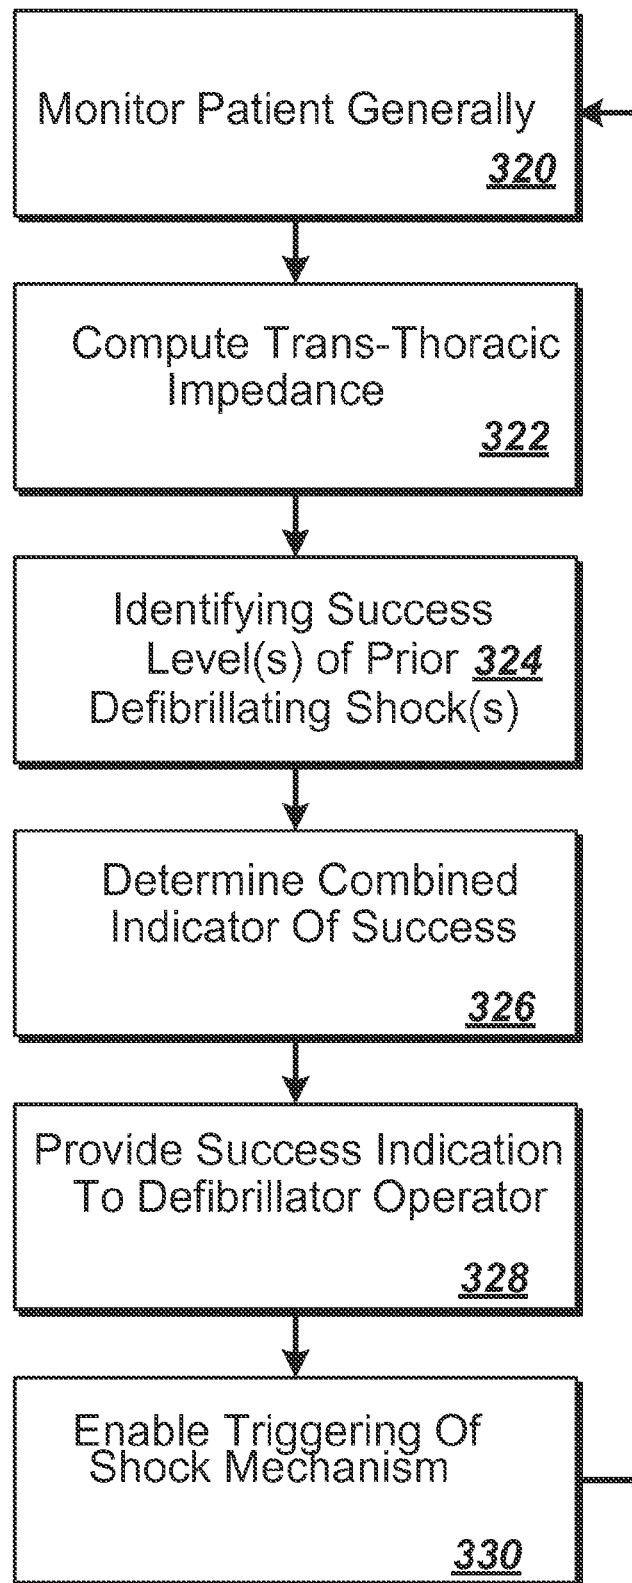 Monitor Patient Generally
320
Compute Trans-Thoracic
Impedance
322
Identifying Success
Level(s) of Prior 324
Defibrillating Shock(s)
Determine Combined
Indicator Of Success
326
Provide Success Indication
To Defibrillator Operator
328
Enable Triggering Of
Shock Mechanism
330